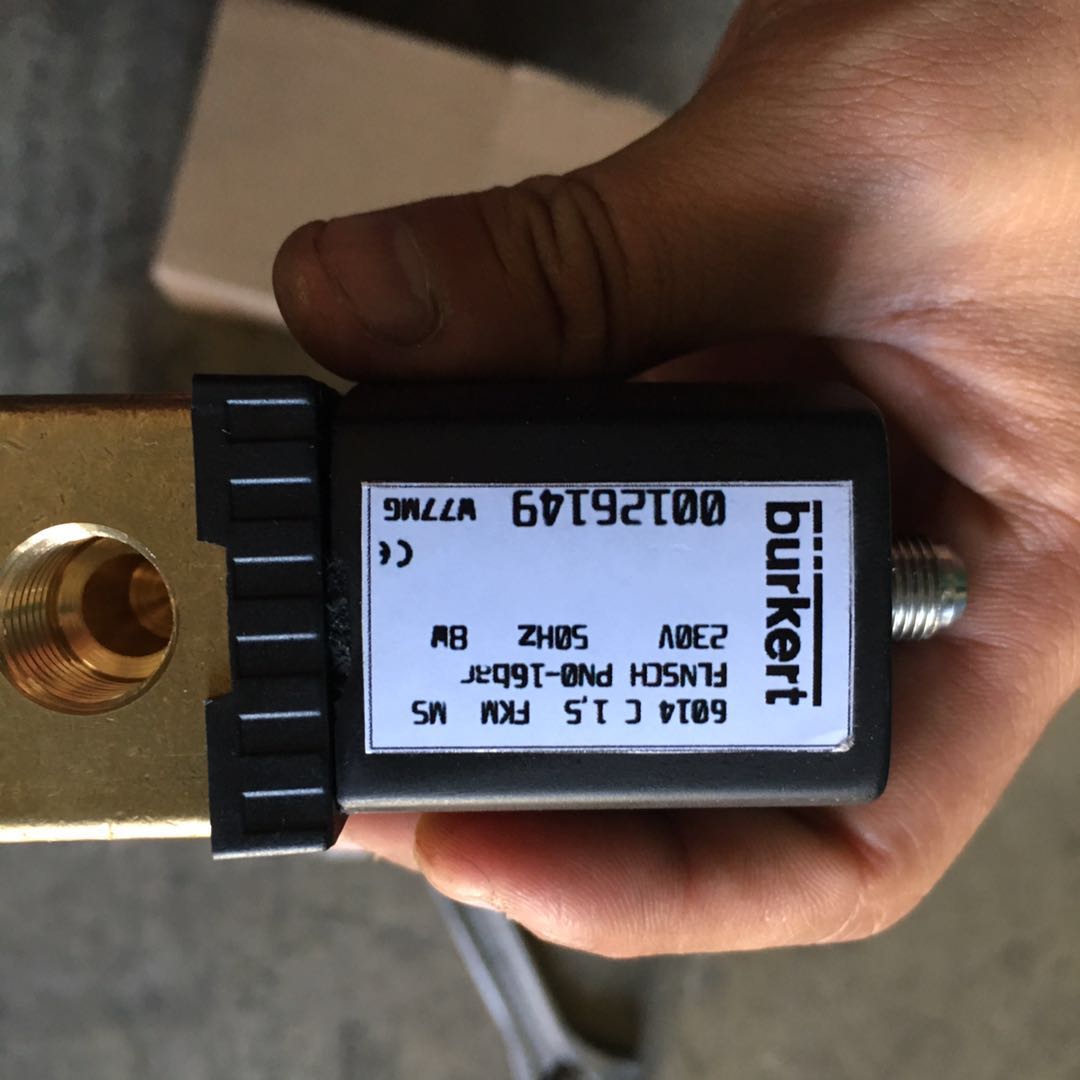 bürkert
6014 C 1,5 FKM MS
FLNSCH PN0-16bar
230V 50HZ 8W
CE
00126149 W77MG